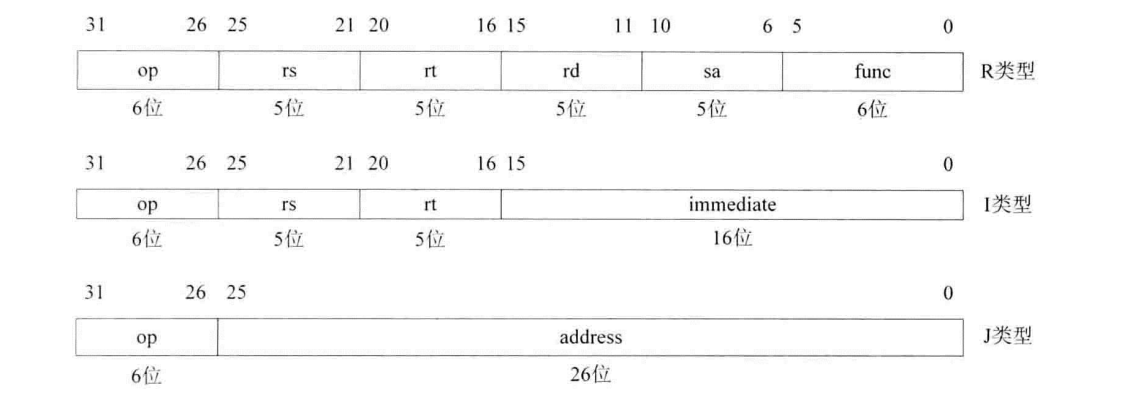 31 26 25 21 20 16 15 11 10 6 5 0
op rs rt rd sa func R类型
6位 5位 5位 5位 5位 6位
31 26 25 21 20 16 15 0
op rs rt immediate I类型
6位 5位 5位 16位
31 26 25 0
op address J类型
6位 26位